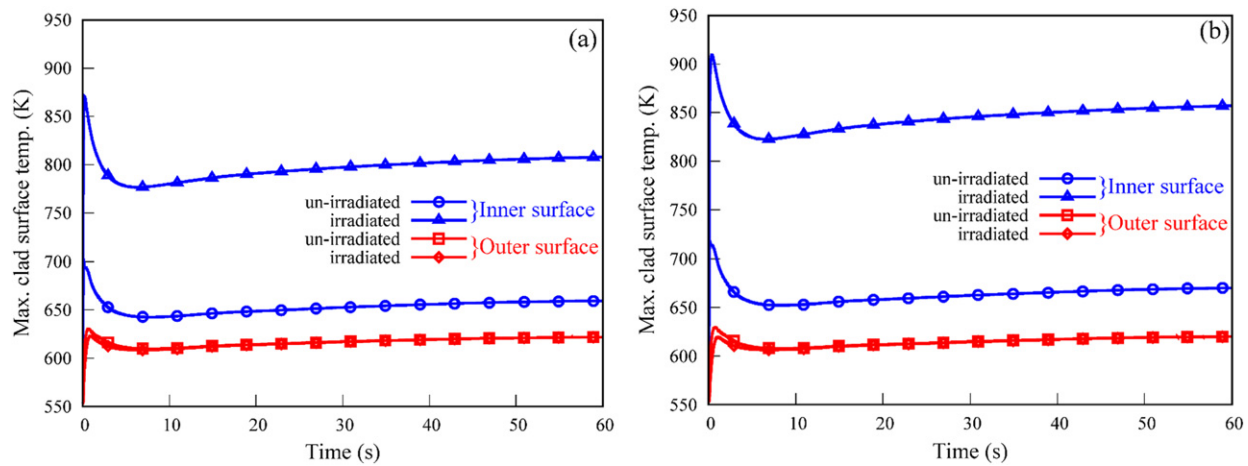 (a)
Max. clad surface temp. (K)
950
900
850
800
750
700
650
600
550
un-irradiated
irradiated
}Inner surface
un-irradiated
irradiated
}Outer surface
0 10 20 30 40 50 60
Time (s)
(b)
Max. clad surface temp. (K)
950
900
850
800
750
700
650
600
550
un-irradiated
irradiated
}Inner surface
un-irradiated
irradiated
}Outer surface
0 10 20 30 40 50 60
Time (s)